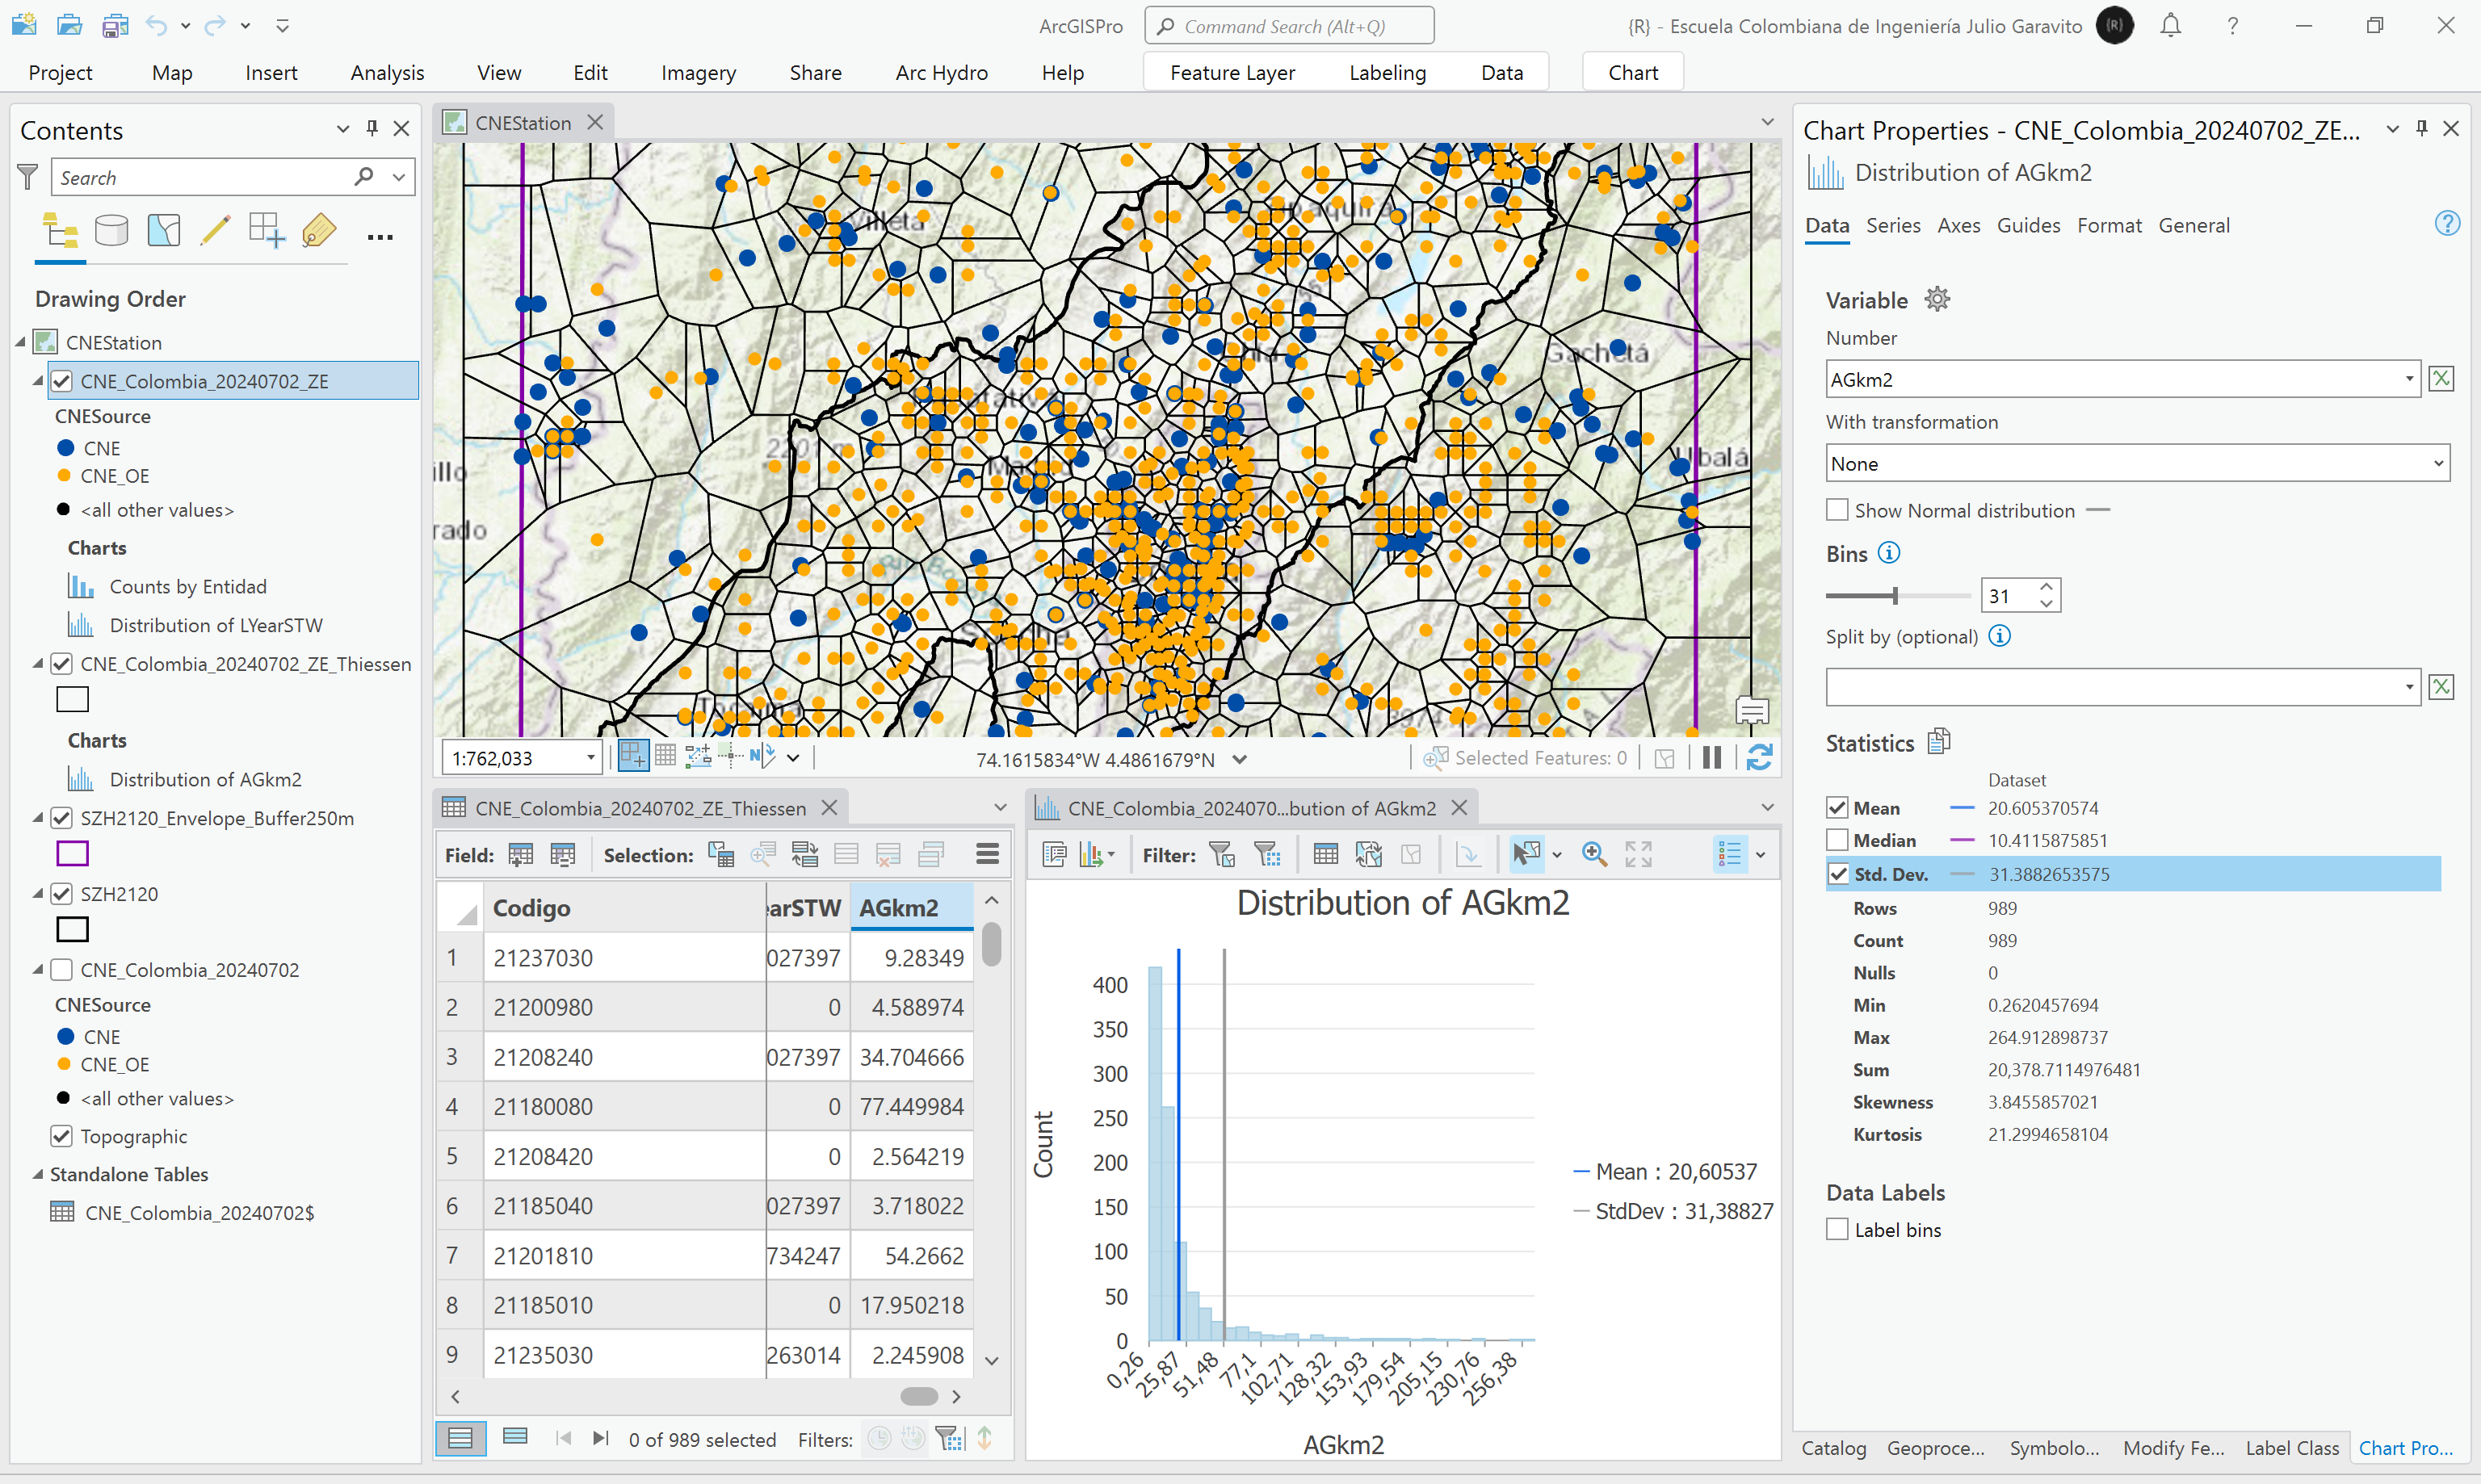 ArcGISPro
Command Search (Alt+Q)
{R} - Escuela Colombiana de Ingeniería Julio Garavito
{R}
Project Map Insert Analysis View Edit Imagery Share Arc Hydro Help Feature Layer Labeling Data Chart
Contents
Search
Drawing Order
CNEStation
CNE_Colombia_20240702_ZE
CNESource
CNE
CNE_OE
<all other values>
Charts
Counts by Entidad
Distribution of LYearSTW
CNE_Colombia_20240702_ZE_Thiessen
Charts
Distribution of AGkm2
SZH2120_Envelope_Buffer250m
SZH2120
CNE_Colombia_20240702
CNESource
CNE
CNE_OE
<all other values>
Topographic
Standalone Tables
CNE_Colombia_20240702$
CNEStation
Villeta
Gachetá
Ubalá
illo
rado
1:762,033
74.1615834°W 4.4861679°N
Selected Features: 0
CNE_Colombia_20240702_ZE_Thiessen
Field: Selection:
Codigo earSTW AGkm2
1 21237030 027397 9.28349
2 21200980 0 4.588974
3 21208240 027397 34.704666
4 21180080 0 77.449984
5 21208420 0 2.564219
6 21185040 027397 3.718022
7 21201810 734247 54.2662
8 21185010 0 17.950218
9 21235030 263014 2.245908
0 of 989 selected Filters:
CNE_Colombia_2024070...bution of AGkm2
Filter:
Distribution of AGkm2
Count
400
350
300
250
200
150
100
50
0
0,26 25,87 51,48 77,1 102,71 128,32 153,93 179,54 205,15 230,76 256,38
AGkm2
Mean : 20,60537
StdDev : 31,38827
Chart Properties - CNE_Colombia_20240702_ZE...
Distribution of AGkm2
Data Series Axes Guides Format General
Variable
Number
AGkm2
With transformation
None
Show Normal distribution
Bins
31
Split by (optional)
Statistics
Dataset
Mean 20.605370574
Median 10.4115875851
Std. Dev. 31.3882653575
Rows 989
Count 989
Nulls 0
Min 0.2620457694
Max 264.912898737
Sum 20,378.7114976481
Skewness 3.8455857021
Kurtosis 21.2994658104
Data Labels
Label bins
Catalog Geoproce... Symbolo... Modify Fe... Label Class Chart Pro...